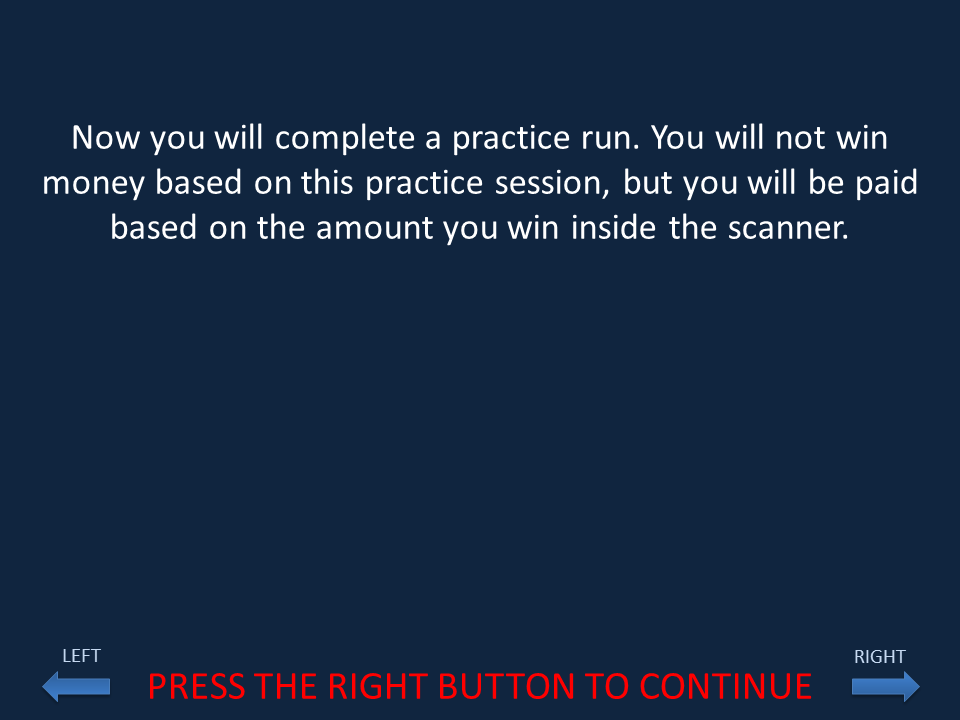 Now you will complete a practice run. You will not win
money based on this practice session, but you will be paid
based on the amount you win inside the scanner.
LEFT
RIGHT
PRESS THE RIGHT BUTTON TO CONTINUE